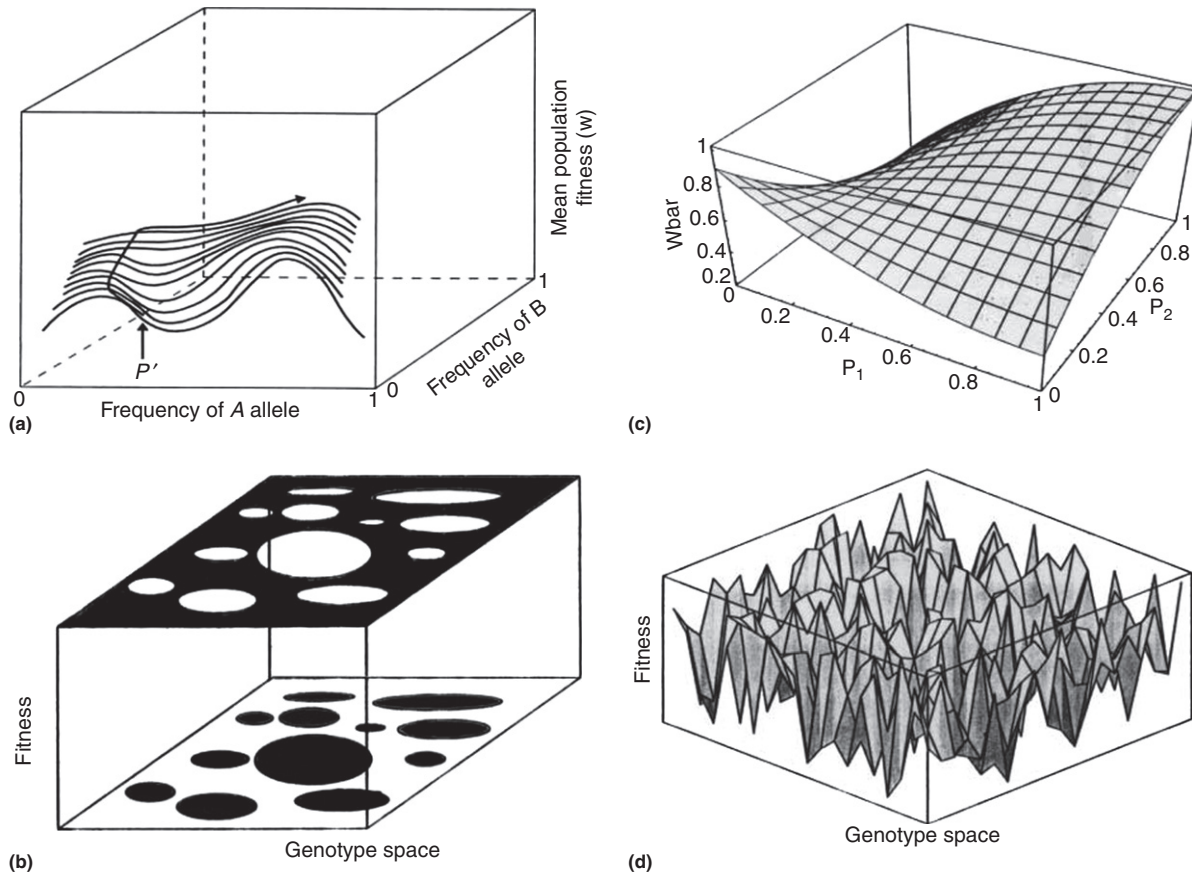 Mean population
fitness (w)
P′
Frequency of B
allele
0
1
0
1
Frequency of A allele
(a)
1
0.8
0.6
0.4
0.2
0
Wbar
0.2
0.4
0.6
0.8
1
P1
0
0.2
0.4
0.6
0.8
1
P2
(c)
Fitness
Genotype space
(b)
Fitness
Genotype space
(d)